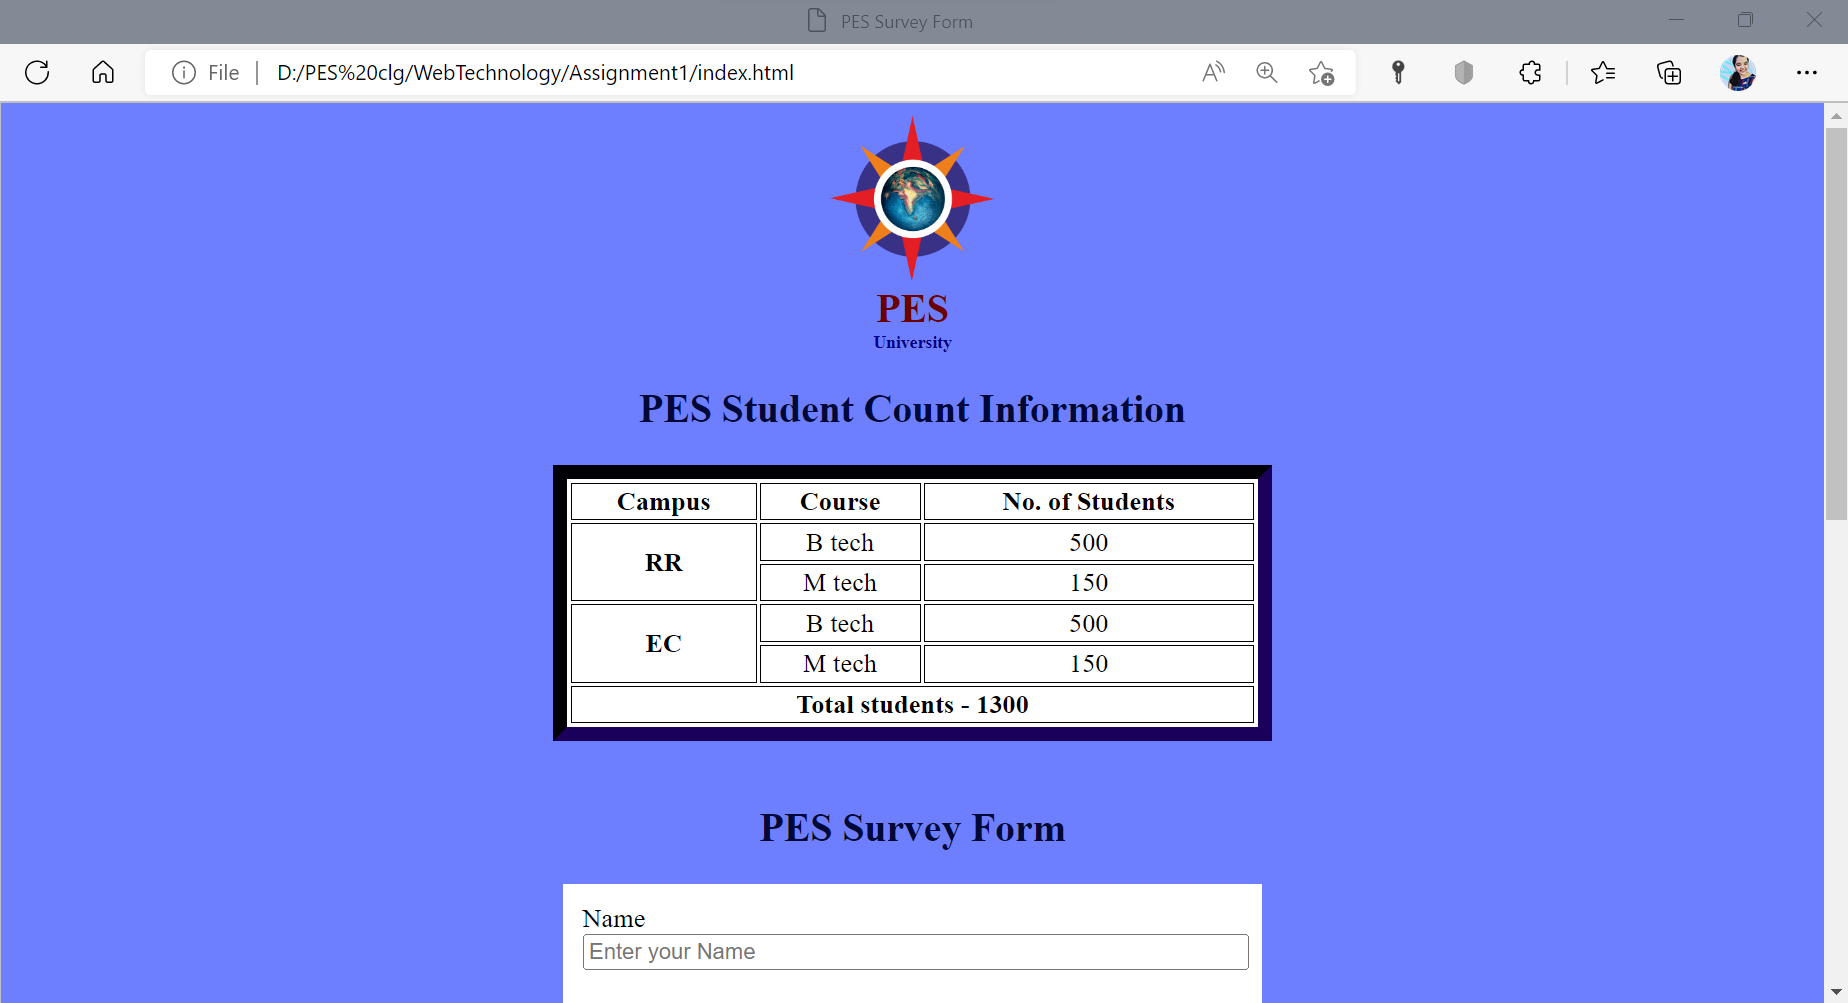 PES Survey Form
File
D:/PES%20clg/WebTechnology/Assignment1/index.html
PES
University
PES Student Count Information
Campus Course No. of Students
RR B tech 500
M tech 150
EC B tech 500
M tech 150
Total students - 1300
PES Survey Form
Name
Enter your Name